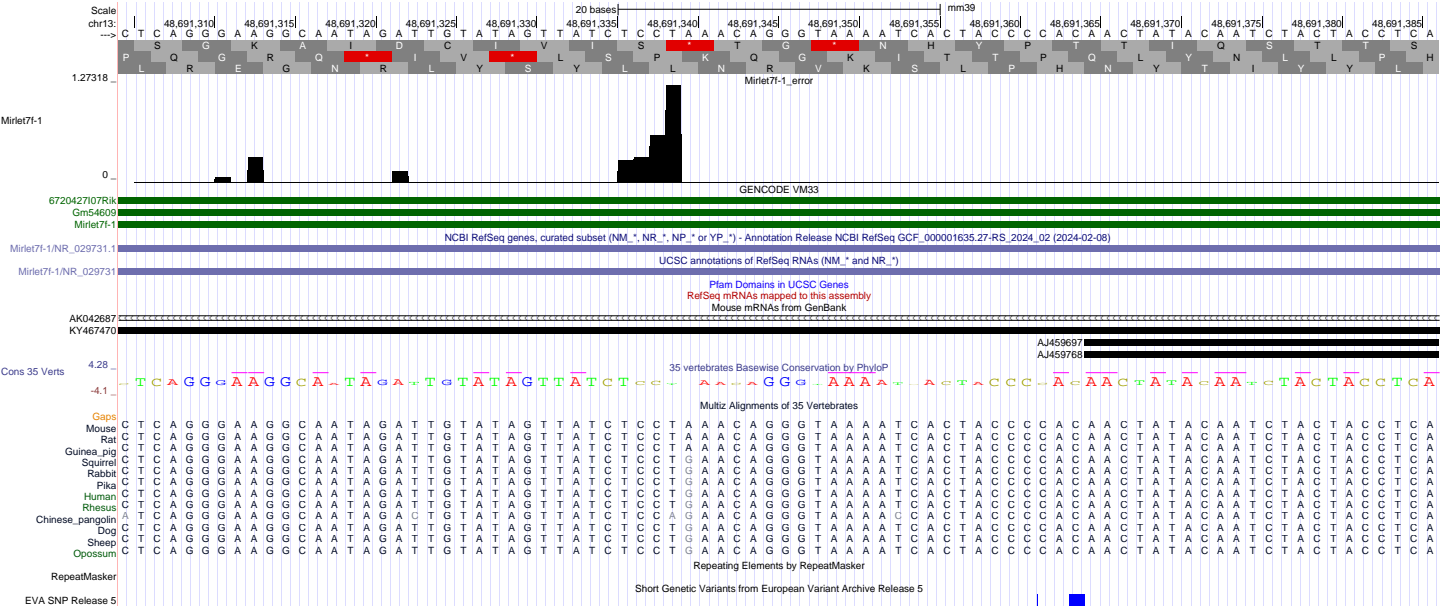 Scale 20 bases mm39
chr13: 48,691,310 48,691,315 48,691,320 48,691,325 48,691,330 48,691,335 48,691,340 48,691,345 48,691,350 48,691,355 48,691,360 48,691,365 48,691,370 48,691,375 48,691,380 48,691,385
---> C T C A G G G A A G G C A A T A G A T T G T A T A G T T A T C T C C T A A A C A G G G T A A A A T C A C T A C C C C A C A A C T A T A C A A T C T A C T A C C T C A
S G K A I D C I V I S * T G * N H Y P T T I Q S T T S
P Q G R Q * I V * L S P K Q G K I T T P Q L Y N L L P H
L R E G N R L Y S Y L L N R V K S L P H N Y T I Y Y L
1.27318 _ Mirlet7f-1_error
Mirlet7f-1
0 _
GENCODE VM33
6720427I07Rik
Gm54609
Mirlet7f-1
NCBI RefSeq genes, curated subset (NM_*, NR_*, NP_* or YP_*) - Annotation Release NCBI RefSeq GCF_000001635.27-RS_2024_02 (2024-02-08)
Mirlet7f-1/NR_029731.1
UCSC annotations of RefSeq RNAs (NM_* and NR_*)
Mirlet7f-1/NR_029731
Pfam Domains in UCSC Genes
RefSeq mRNAs mapped to this assembly
Mouse mRNAs from GenBank
AK042687
KY467470
AJ459697
AJ459768
4.28 _ 35 vertebrates Basewise Conservation by PhyloP
Cons 35 Verts T C A G G G A A G G C A A T A G A T T G T A T A G T T A T C T C C A A C A G G G T A A A A A C T A C C C A C A A C T A T A C A A T C T A C T A C C T C A
-4.1 _
Multiz Alignments of 35 Vertebrates
Gaps
Mouse C T C A G G G A A G G C A A T A G A T T G T A T A G T T A T C T C C T A A A C A G G G T A A A A T C A C T A C C C C A C A A C T A T A C A A T C T A C T A C C T C A
Rat C T C A G G G A A G G C A A T A G A T T G T A T A G T T A T C T C C T A A A C A G G G T A A A A T C A C T A C C C C A C A A C T A T A C A A T C T A C T A C C T C A
Guinea_pig C T C A G G G A A G G C A A T A G A T T G T A T A G T T A T C T C C T A A A C A G G G T A A A A T C A C T A C C C C A C A A C T A T A C A A T C T A C T A C C T C A
Squirrel C T C A G G G A A G G C A A T A G A T T G T A T A G T T A T C T C C T G A A C A G G G T A A A A T C A C T A C C C C A C A A C T A T A C A A T C T A C T A C C T C A
Rabbit C T C A G G G A A G G C A A T A G A T T G T A T A G T T A T C T C C T G A A C A G G G T A A A A T C A C T A C C C C A C A A C T A T A C A A T C T A C T A C C T C A
Pika C T C A G G G A A G G C A A T A G A T T G T A T A G T T A T C T C C T G A A C A G G G T A A A A T C A C T A C C C C A C A A C T A T A C A A T C T A C T A C C T C A
Human C T C A G G G A A G G C A A T A G A T T G T A T A G T T A T C T C C T G A A C A G G G T A A A A T C A C T A C C C C A C A A C T A T A C A A T C T A C T A C C T C A
Rhesus C T C A G G G A A G G C A A T A G A T T G T A T A G T T A T C T C C T G A A C A G G G T A A A A T C A C T A C C C C A C A A C T A T A C A A T C T A C T A C C T C A
Chinese_pangolin A T C A G G G A A G G C A A T A G A C T G T A T A G T T A T C T C C A G A A C A G G G T A A A A C C A C T A C C C C A C A A C T A T A C A A T C T A C T A C C T C A
Dog C T C A G G G A A G G C A A T A G A T T G T A T A G T T A T C T C C T G A A C A G G G T A A A A T C A C T A C C C C A C A A C T A T A C A A T C T A C T A C C T C A
Sheep C T C A G G G A A G G C A A T A G A T T G T A T A G T T A T C T C C T G A A C A G G G T A A A A T C A C T A C C C C A C A A C T A T A C A A T C T A C T A C C T C A
Opossum C T C A G G G A A G G C A A T A G A T T G T A T A G T T A T C T C C T G A A C A G G G T A A A A T C A C T A C C C C A C A A C T A T A C A A T C T A C T A C C T C A
Repeating Elements by RepeatMasker
RepeatMasker
Short Genetic Variants from European Variant Archive Release 5
EVA SNP Release 5